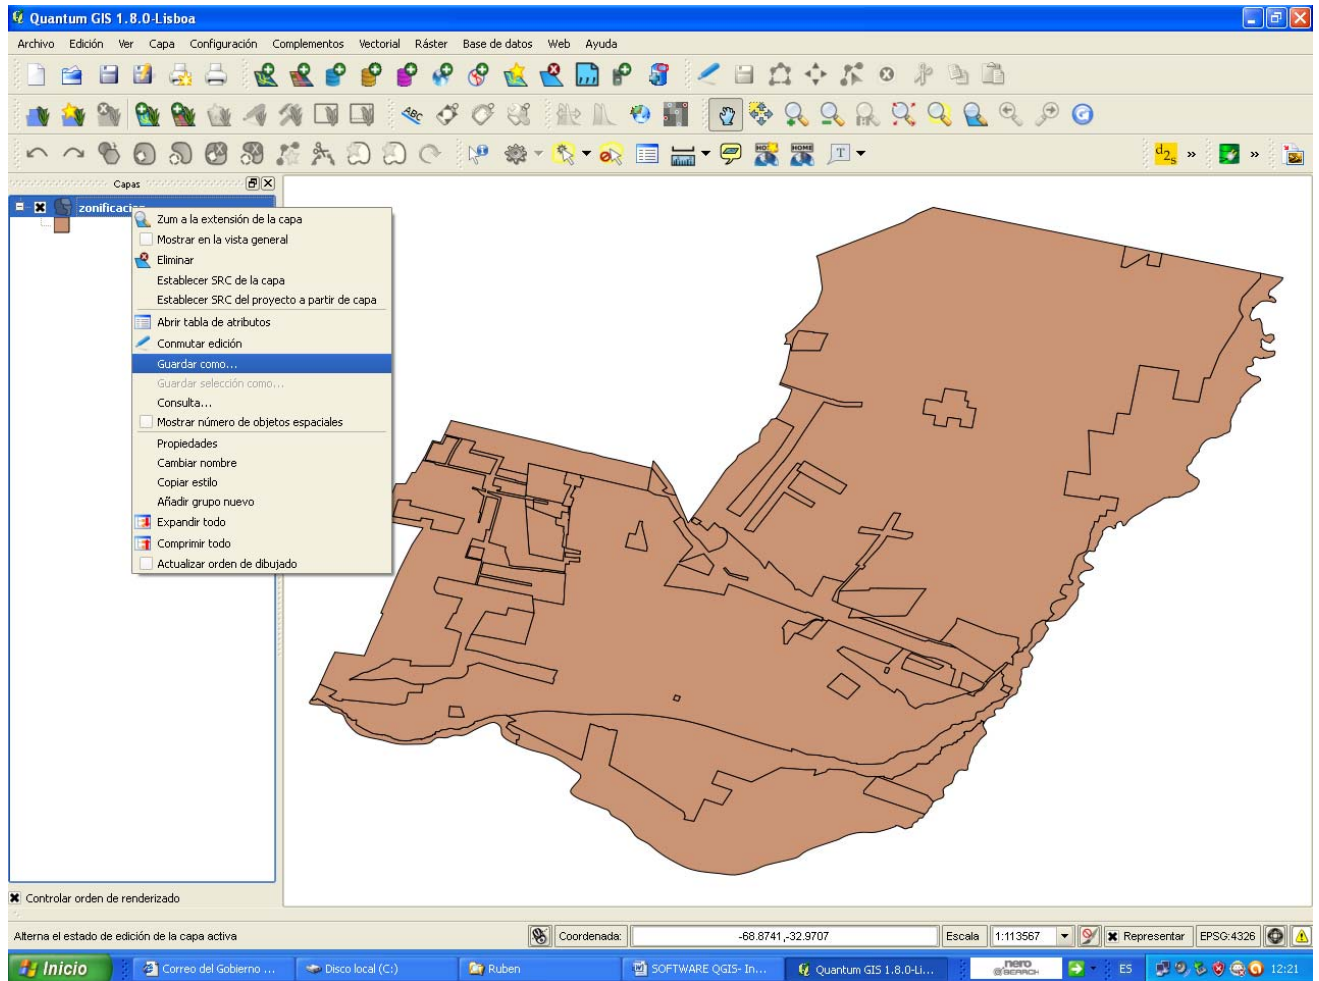 Quantum GIS 1.8.0-Lisboa
Archivo Edición Ver Capa Configuración Complementos Vectorial Ráster Base de datos Web Ayuda
Capas
zonificacion
Zum a la extensión de la capa
Mostrar en la vista general
Eliminar
Establecer SRC de la capa
Establecer SRC del proyecto a partir de capa
Abrir tabla de atributos
Conmutar edición
Guardar como...
Guardar selección como...
Consulta...
Mostrar número de objetos espaciales
Propiedades
Cambiar nombre
Copiar estilo
Añadir grupo nuevo
Expandir todo
Comprimir todo
Actualizar orden de dibujado
Controlar orden de renderizado
Alterna el estado de edición de la capa activa Coordenada: -68.8741,-32.9707 Escala 1:113567 Representar EPSG:4326
Inicio Correo del Gobierno ... Disco local (C:) Ruben SOFTWARE QGIS- In... Quantum GIS 1.8.0-Li... nero SEARCH ES 12:21